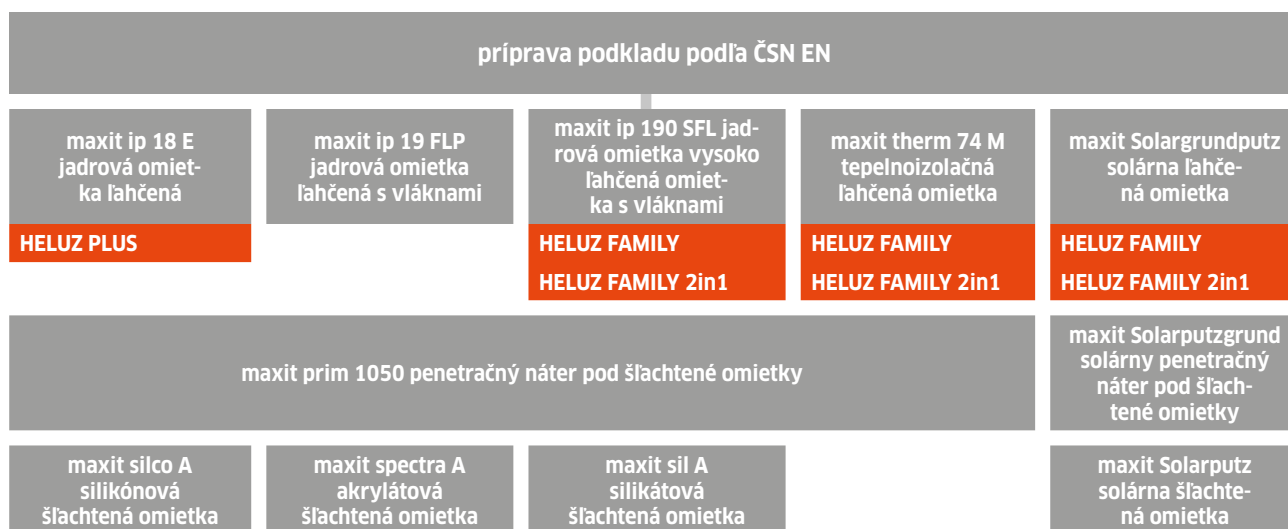 príprava podkladu podľa ČSN EN
maxit ip 18 E
jadrová omiet-
ka ľahčená
maxit ip 19 FLP
jadrová omietka
ľahčená s vláknami
maxit ip 190 SFL jad-
rová omietka vysoko
ľahčená omiet-
ka s vláknami
maxit therm 74 M
tepelnoizolačná
ľahčená omietka
maxit Solargrundputz
solárna ľahče-
ná omietka
HELUZ PLUS
HELUZ FAMILY
HELUZ FAMILY 2in1
HELUZ FAMILY
HELUZ FAMILY 2in1
HELUZ FAMILY
HELUZ FAMILY 2in1
maxit prim 1050 penetračný náter pod šľachtené omietky
maxit Solarputzgrund
solárny penetračný
náter pod šľach-
tené omietky
maxit silco A
silikónová
šľachtená omietka
maxit spectra A
akrylátová
šľachtená omietka
maxit sil A
silikátová
šľachtená omietka
maxit Solarputz
solárna šľachte-
ná omietka